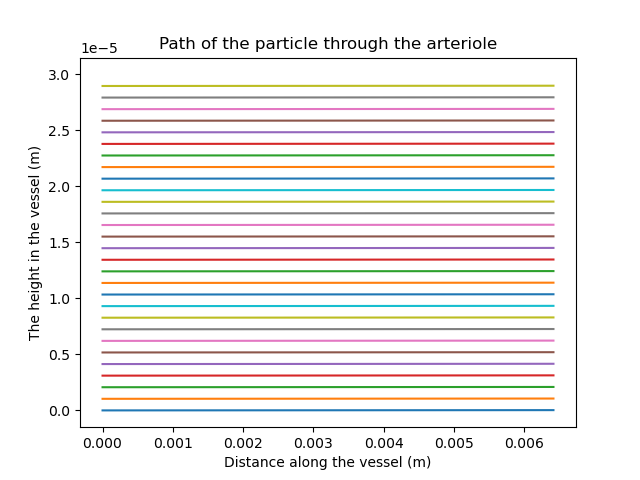 Path of the particle through the arteriole
1e−5
3.0
2.5
2.0
1.5
1.0
0.5
0.0
The height in the vessel (m)
0.000 0.001 0.002 0.003 0.004 0.005 0.006
Distance along the vessel (m)